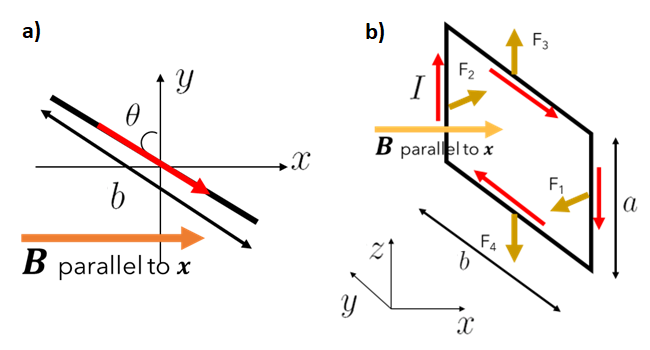 a)
y
θ
x
b
B parallel to x
b)
F₃
F₂
I
B parallel to x
F₁
a
F₄
b
z
y
x